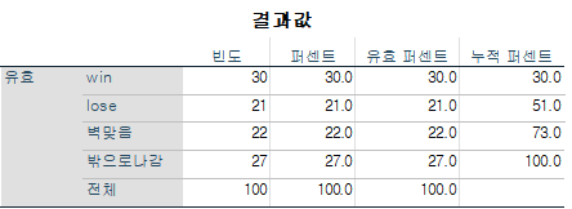 결과값
빈도 퍼센트 유효 퍼센트 누적 퍼센트
유효 win 30 30.0 30.0 30.0
lose 21 21.0 21.0 51.0
벽맞음 22 22.0 22.0 73.0
밖으로나감 27 27.0 27.0 100.0
전체 100 100.0 100.0